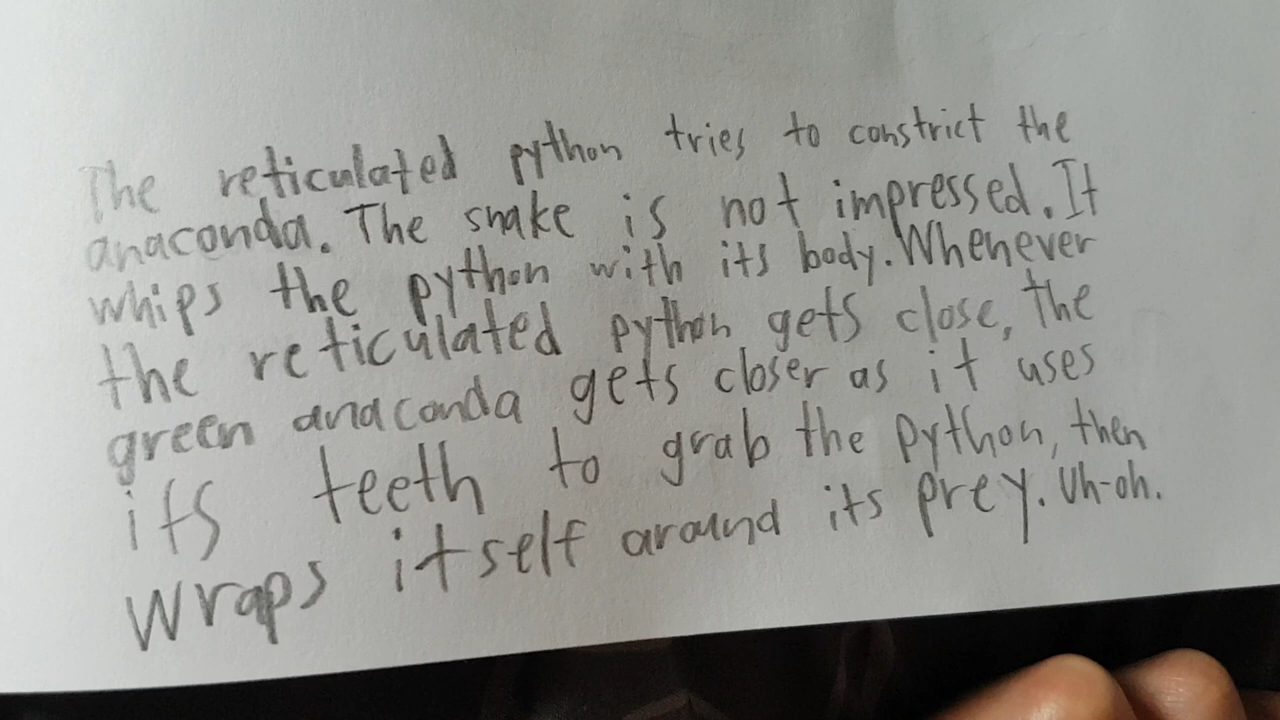 The reticulated python tries to constrict the
anaconda. The snake is not impressed. It
whips the python with its body. Whenever
the reticulated python gets close, the
green anaconda gets closer as it uses
its teeth to grab the python, then
wraps itself around its prey. Uh-oh.